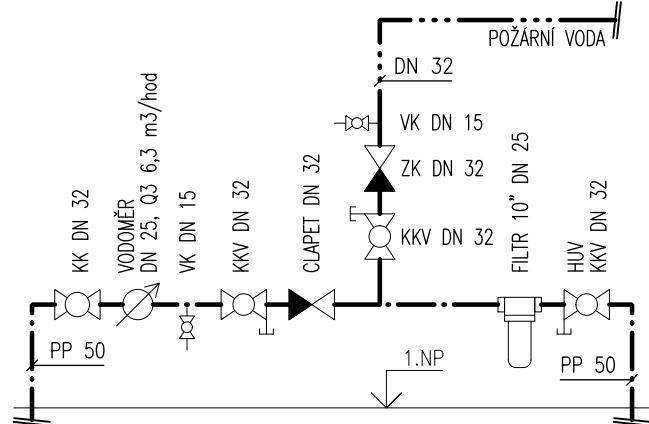 POŽÁRNÍ VODA
DN 32
VK DN 15
ZK DN 32
KKV DN 32
KK DN 32
VODOMĚR
DN 25, Q3 6,3 m3/hod
VK DN 15
KKV DN 32
CLAPET DN 32
FILTR 10" DN 25
HUV
KKV DN 32
PP 50
1.NP
PP 50